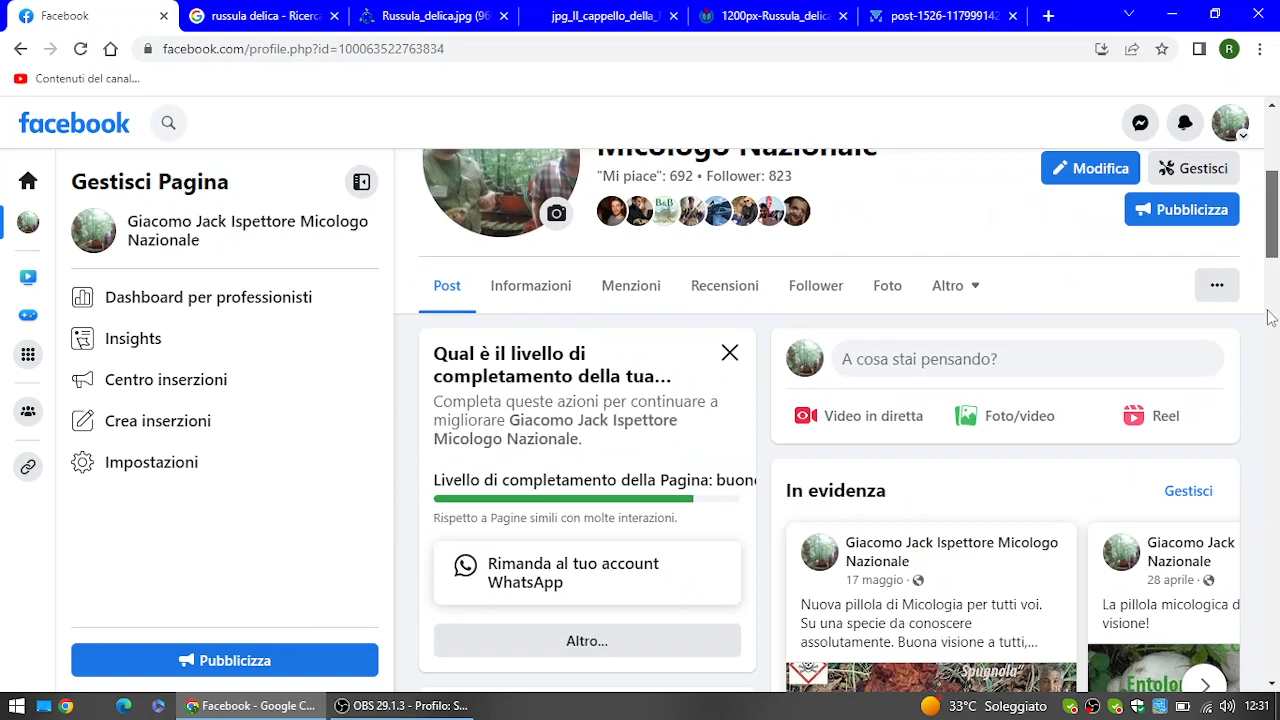 Facebook
russula delica - Ricerca
Russula_delica.jpg (96
jpg_Il_cappello_della_
1200px-Russula_delica
post-1526-117999142
facebook.com/profile.php?id=100063522763834
R
Contenuti del canal...
facebook
Gestisci Pagina
Giacomo Jack Ispettore Micologo
Nazionale
Dashboard per professionisti
Insights
Centro inserzioni
Crea inserzioni
Impostazioni
Pubblicizza
Micologo Nazionale
"Mi piace": 692 • Follower: 823
B&B
Modifica
Gestisci
Pubblicizza
Post
Informazioni
Menzioni
Recensioni
Follower
Foto
Altro
Qual è il livello di
completamento della tua...
Completa queste azioni per continuare a
migliorare Giacomo Jack Ispettore
Micologo Nazionale.
Livello di completamento della Pagina: buono
Rispetto a Pagine simili con molte interazioni.
Rimanda al tuo account
WhatsApp
Altro...
A cosa stai pensando?
Video in diretta
Foto/video
Reel
In evidenza
Gestisci
Giacomo Jack Ispettore Micologo
Nazionale
17 maggio ·
Nuova pillola di Micologia per tutti voi.
Su una specie da conoscere
assolutamente. Buona visione a tutti,...
"Spugnola"
Giacomo Jack
Nazionale
28 aprile ·
La pillola micologica d
visione!
Entolo
Facebook - Google C...
OBS 29.1.3 - Profilo: S...
33°C Soleggiato
12:31